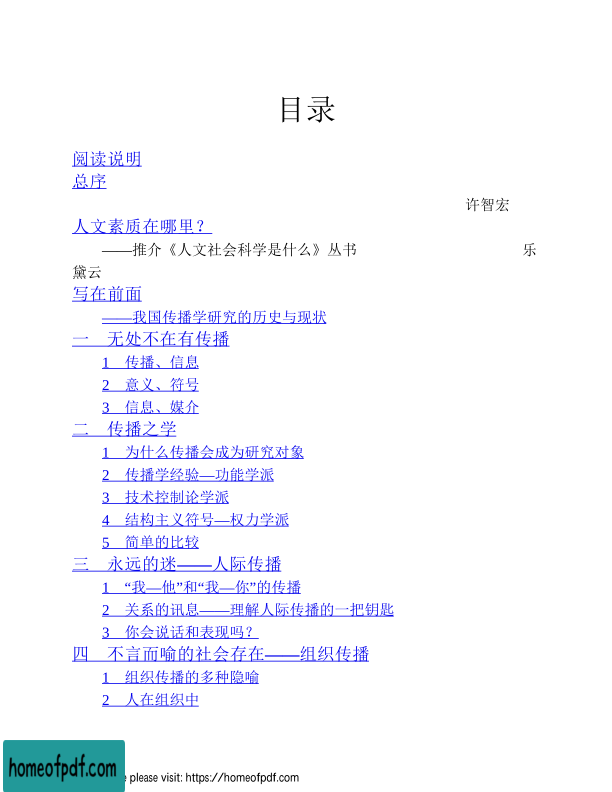 目录
阅读说明
总序
许智宏
人文素质在哪里？
——推介《人文社会科学是什么》丛书 乐
黛云
写在前面
——我国传播学研究的历史与现状
一 无处不在有传播
1 传播、信息
2 意义、符号
3 信息、媒介
二 传播之学
1 为什么传播会成为研究对象
2 传播学经验—功能学派
3 技术控制论学派
4 结构主义符号—权力学派
5 简单的比较
三 永远的迷——人际传播
1 “我—他”和“我—你”的传播
2 关系的讯息——理解人际传播的一把钥匙
3 你会说话和表现吗？
四 不言而喻的社会存在——组织传播
1 组织传播的多种隐喻
2 人在组织中
homeofpdf.com
please visit: https://homeofpdf.com